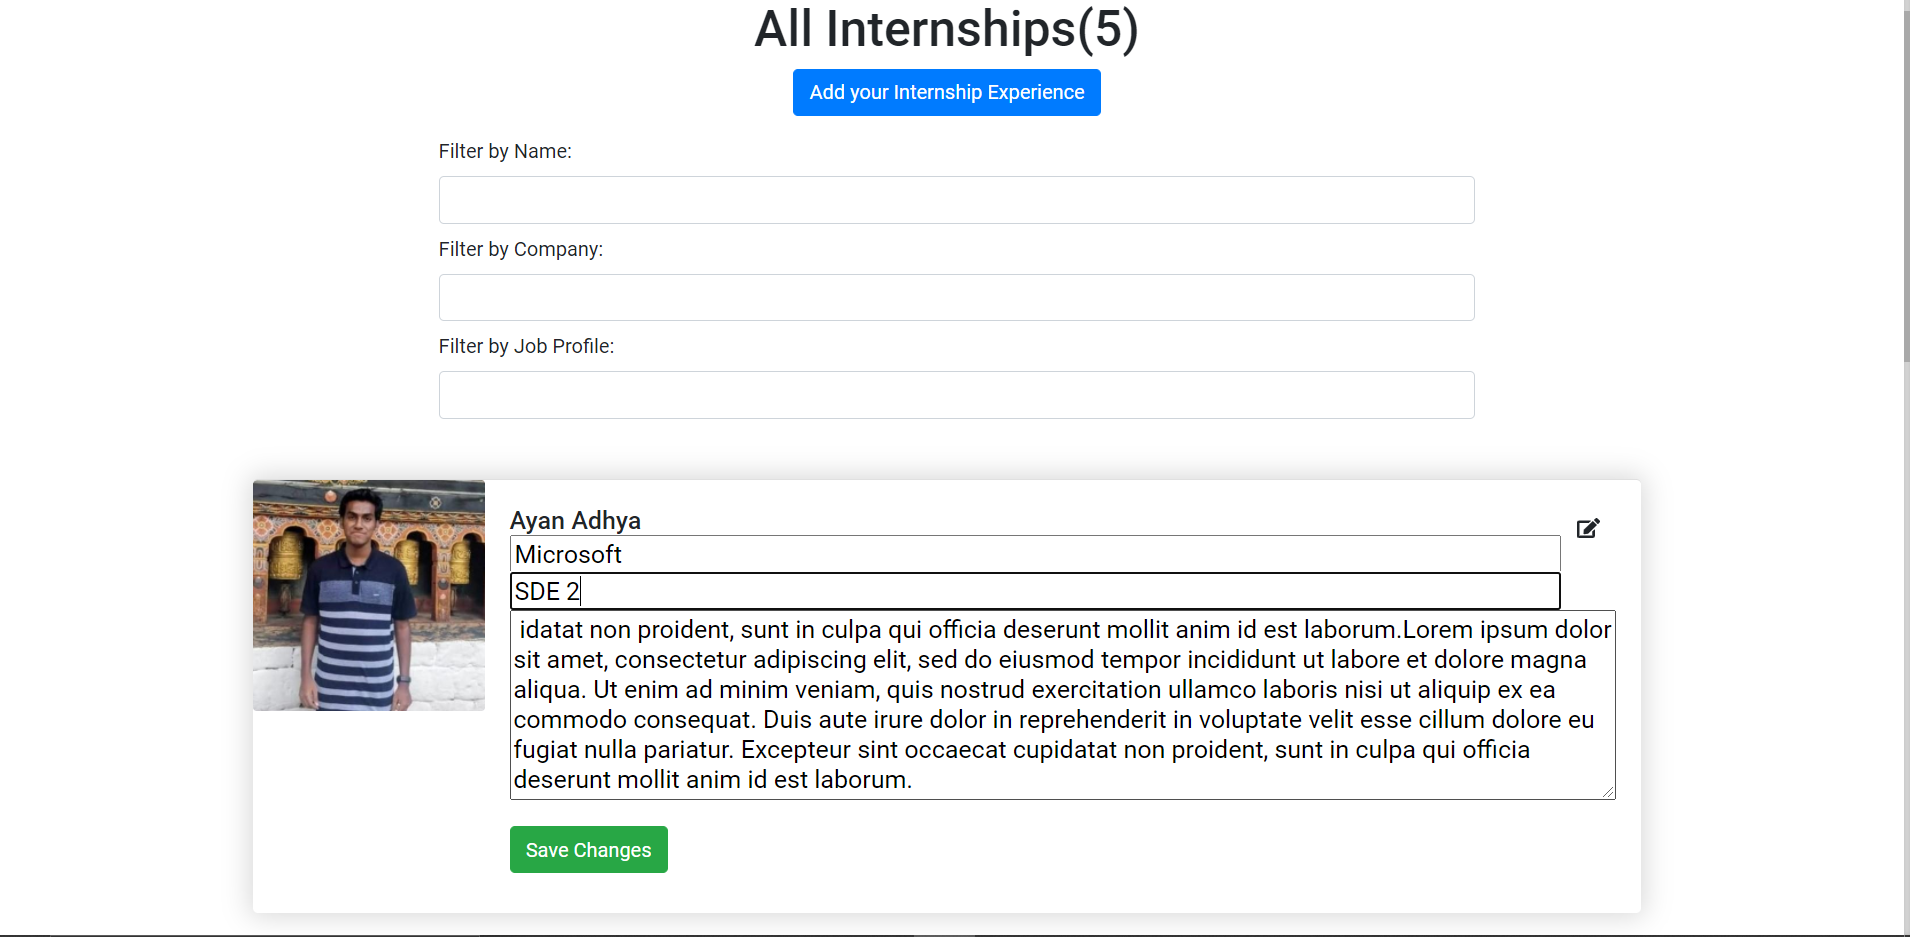 All Internships(5)
Add your Internship Experience
Filter by Name:
Filter by Company:
Filter by Job Profile:
Ayan Adhya
Microsoft
SDE 2
idatat non proident, sunt in culpa qui officia deserunt mollit anim id est laborum.Lorem ipsum dolor
sit amet, consectetur adipiscing elit, sed do eiusmod tempor incididunt ut labore et dolore magna
aliqua. Ut enim ad minim veniam, quis nostrud exercitation ullamco laboris nisi ut aliquip ex ea
commodo consequat. Duis aute irure dolor in reprehenderit in voluptate velit esse cillum dolore eu
fugiat nulla pariatur. Excepteur sint occaecat cupidatat non proident, sunt in culpa qui officia
deserunt mollit anim id est laborum.
Save Changes